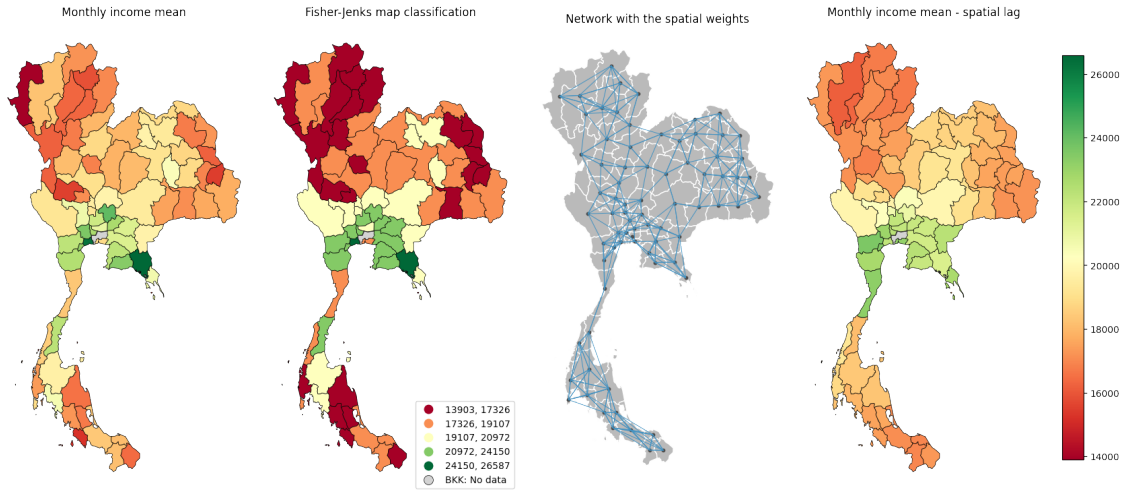 Monthly income mean
Fisher-Jenks map classification
Network with the spatial weights
Monthly income mean - spatial lag
13903, 17326
17326, 19107
19107, 20972
20972, 24150
24150, 26587
BKK: No data
26000
24000
22000
20000
18000
16000
14000